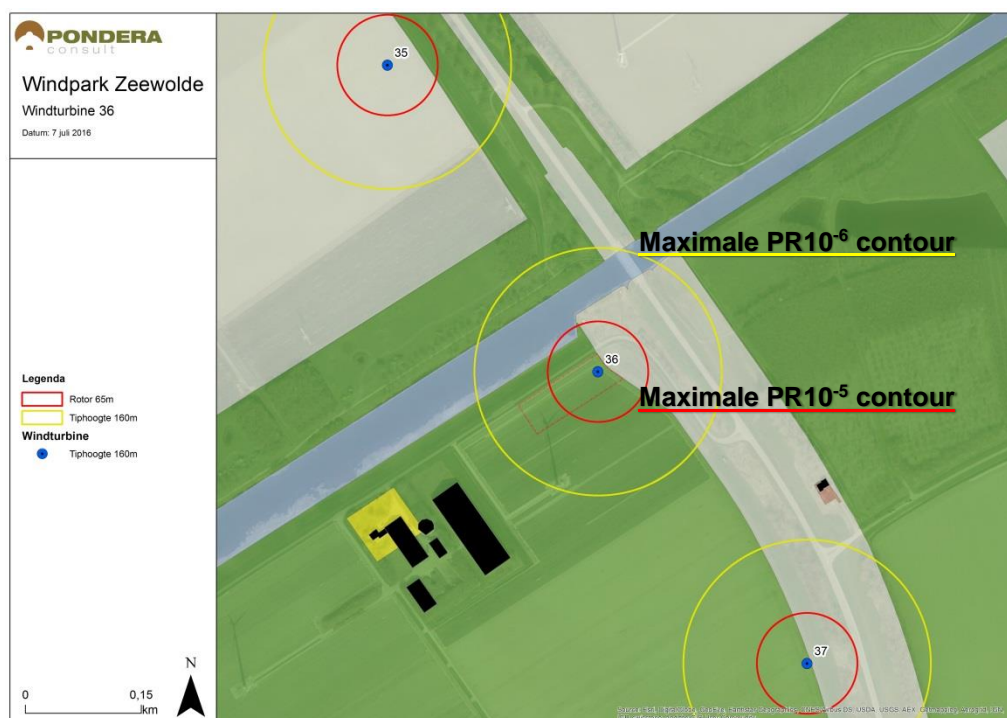 PONDERA
consult
Windpark Zeewolde
Windturbine 36
Datum: 7 juli 2016
35
Maximale PR10⁻⁶ contour
36
Maximale PR10⁻⁵ contour
Legenda
Rotor 65m
Tiphoogte 160m
Windturbine
Tiphoogte 160m
37
N
0 0,15
km